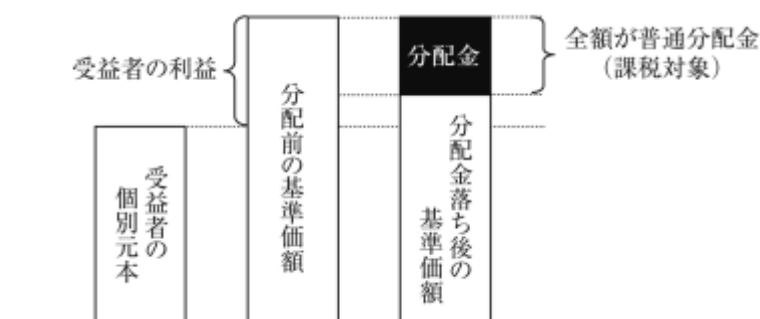 受益者の利益
分配金
全額が普通分配金
(課税対象)
受益者の
個別元本
分配前の基準価額
分配金落ち後の
基準価額